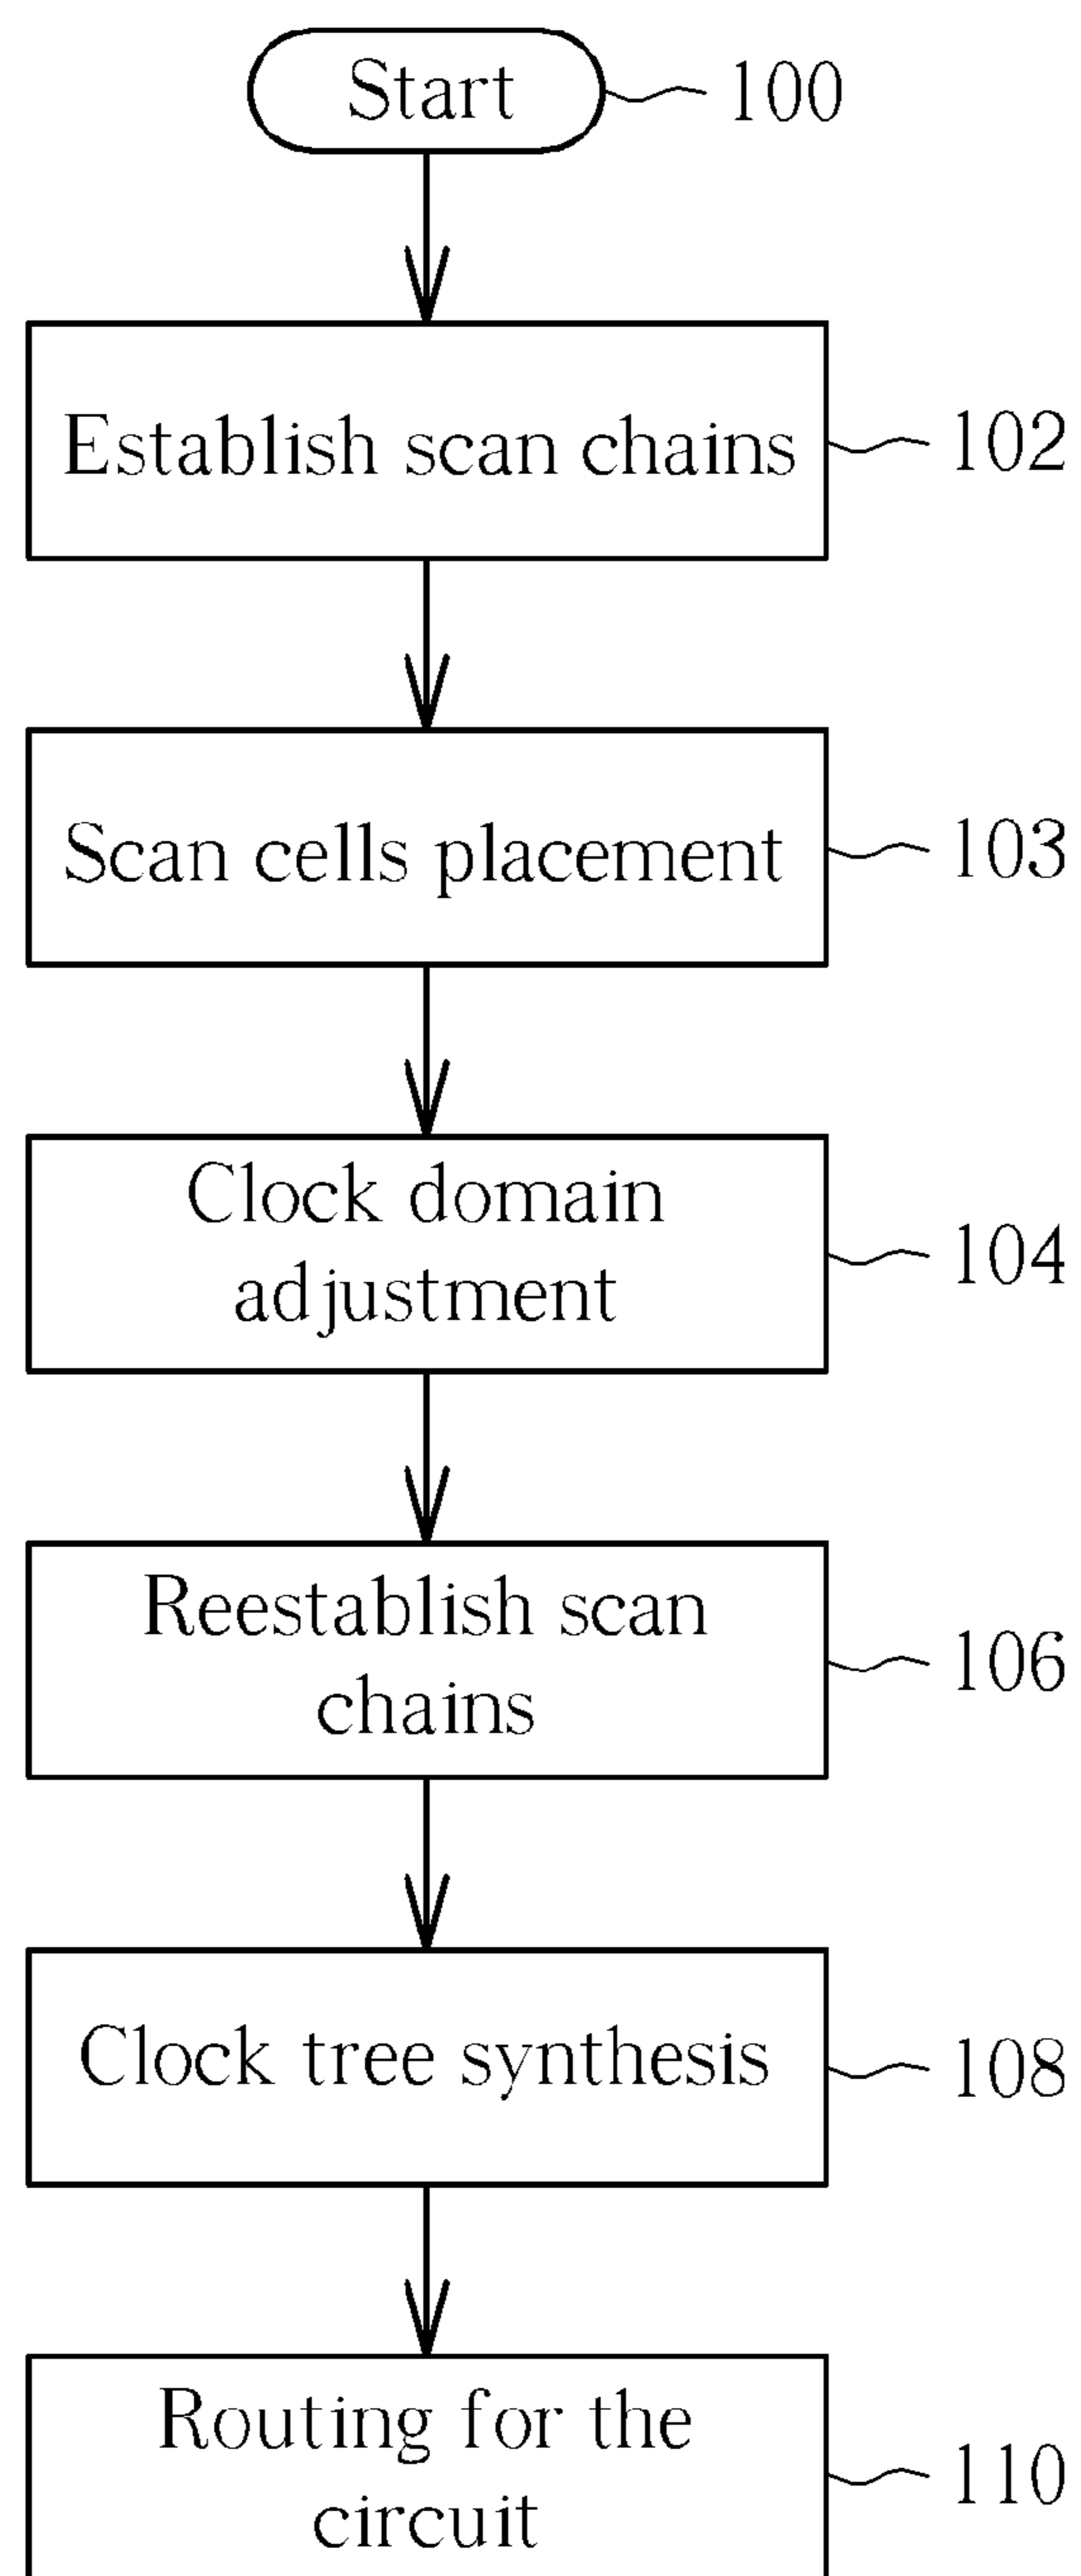 Start
100
Establish scan chains
102
Scan cells placement
103
Clock domain
adjustment
104
Reestablish scan
chains
106
Clock tree synthesis
108
Routing for the
circuit
110